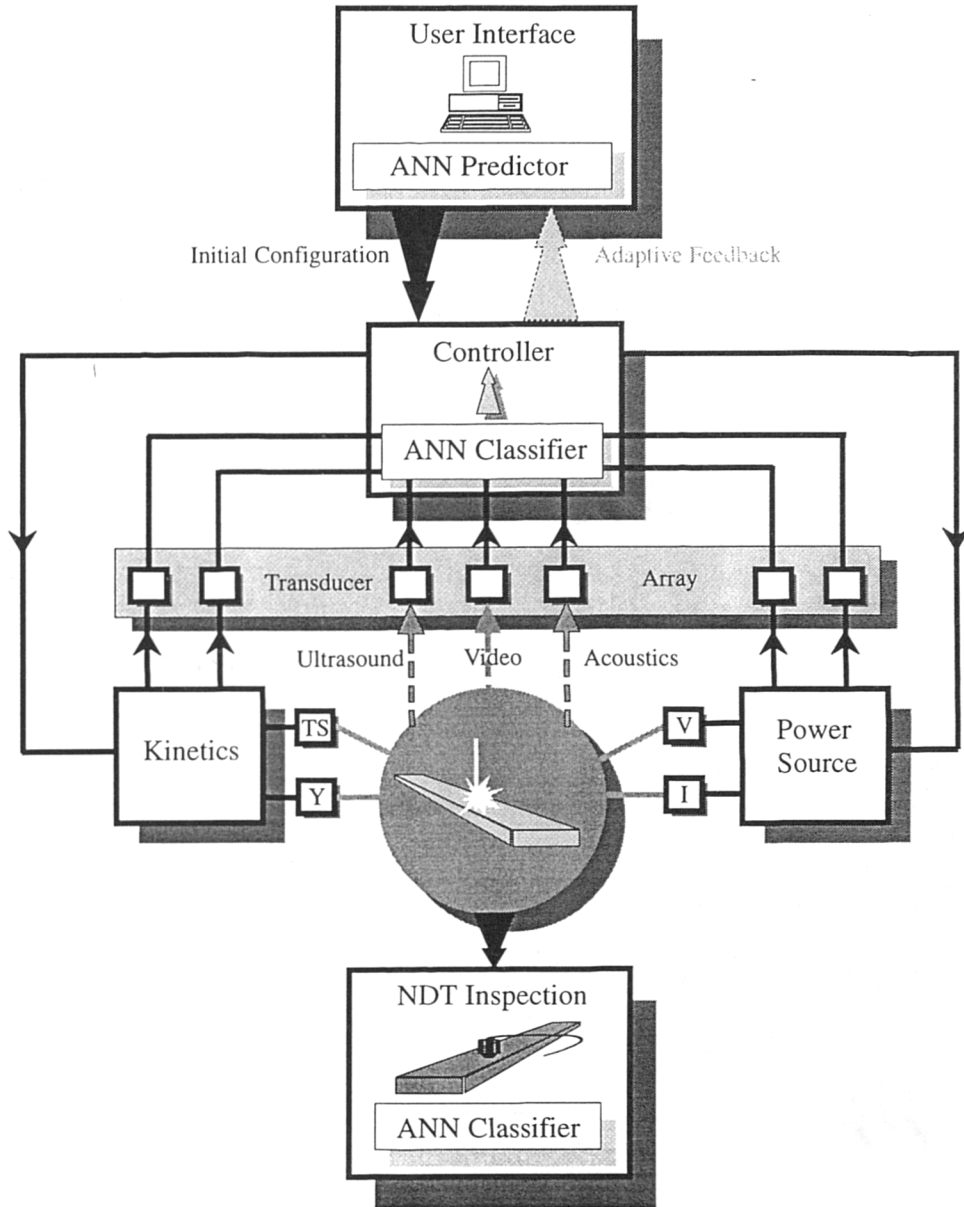 User Interface
ANN Predictor
Initial Configuration
Adaptive Feedback
Controller
ANN Classifier
Transducer
Array
Ultrasound
Video
Acoustics
Kinetics
TS
Y
V
I
Power
Source
NDT Inspection
ANN Classifier